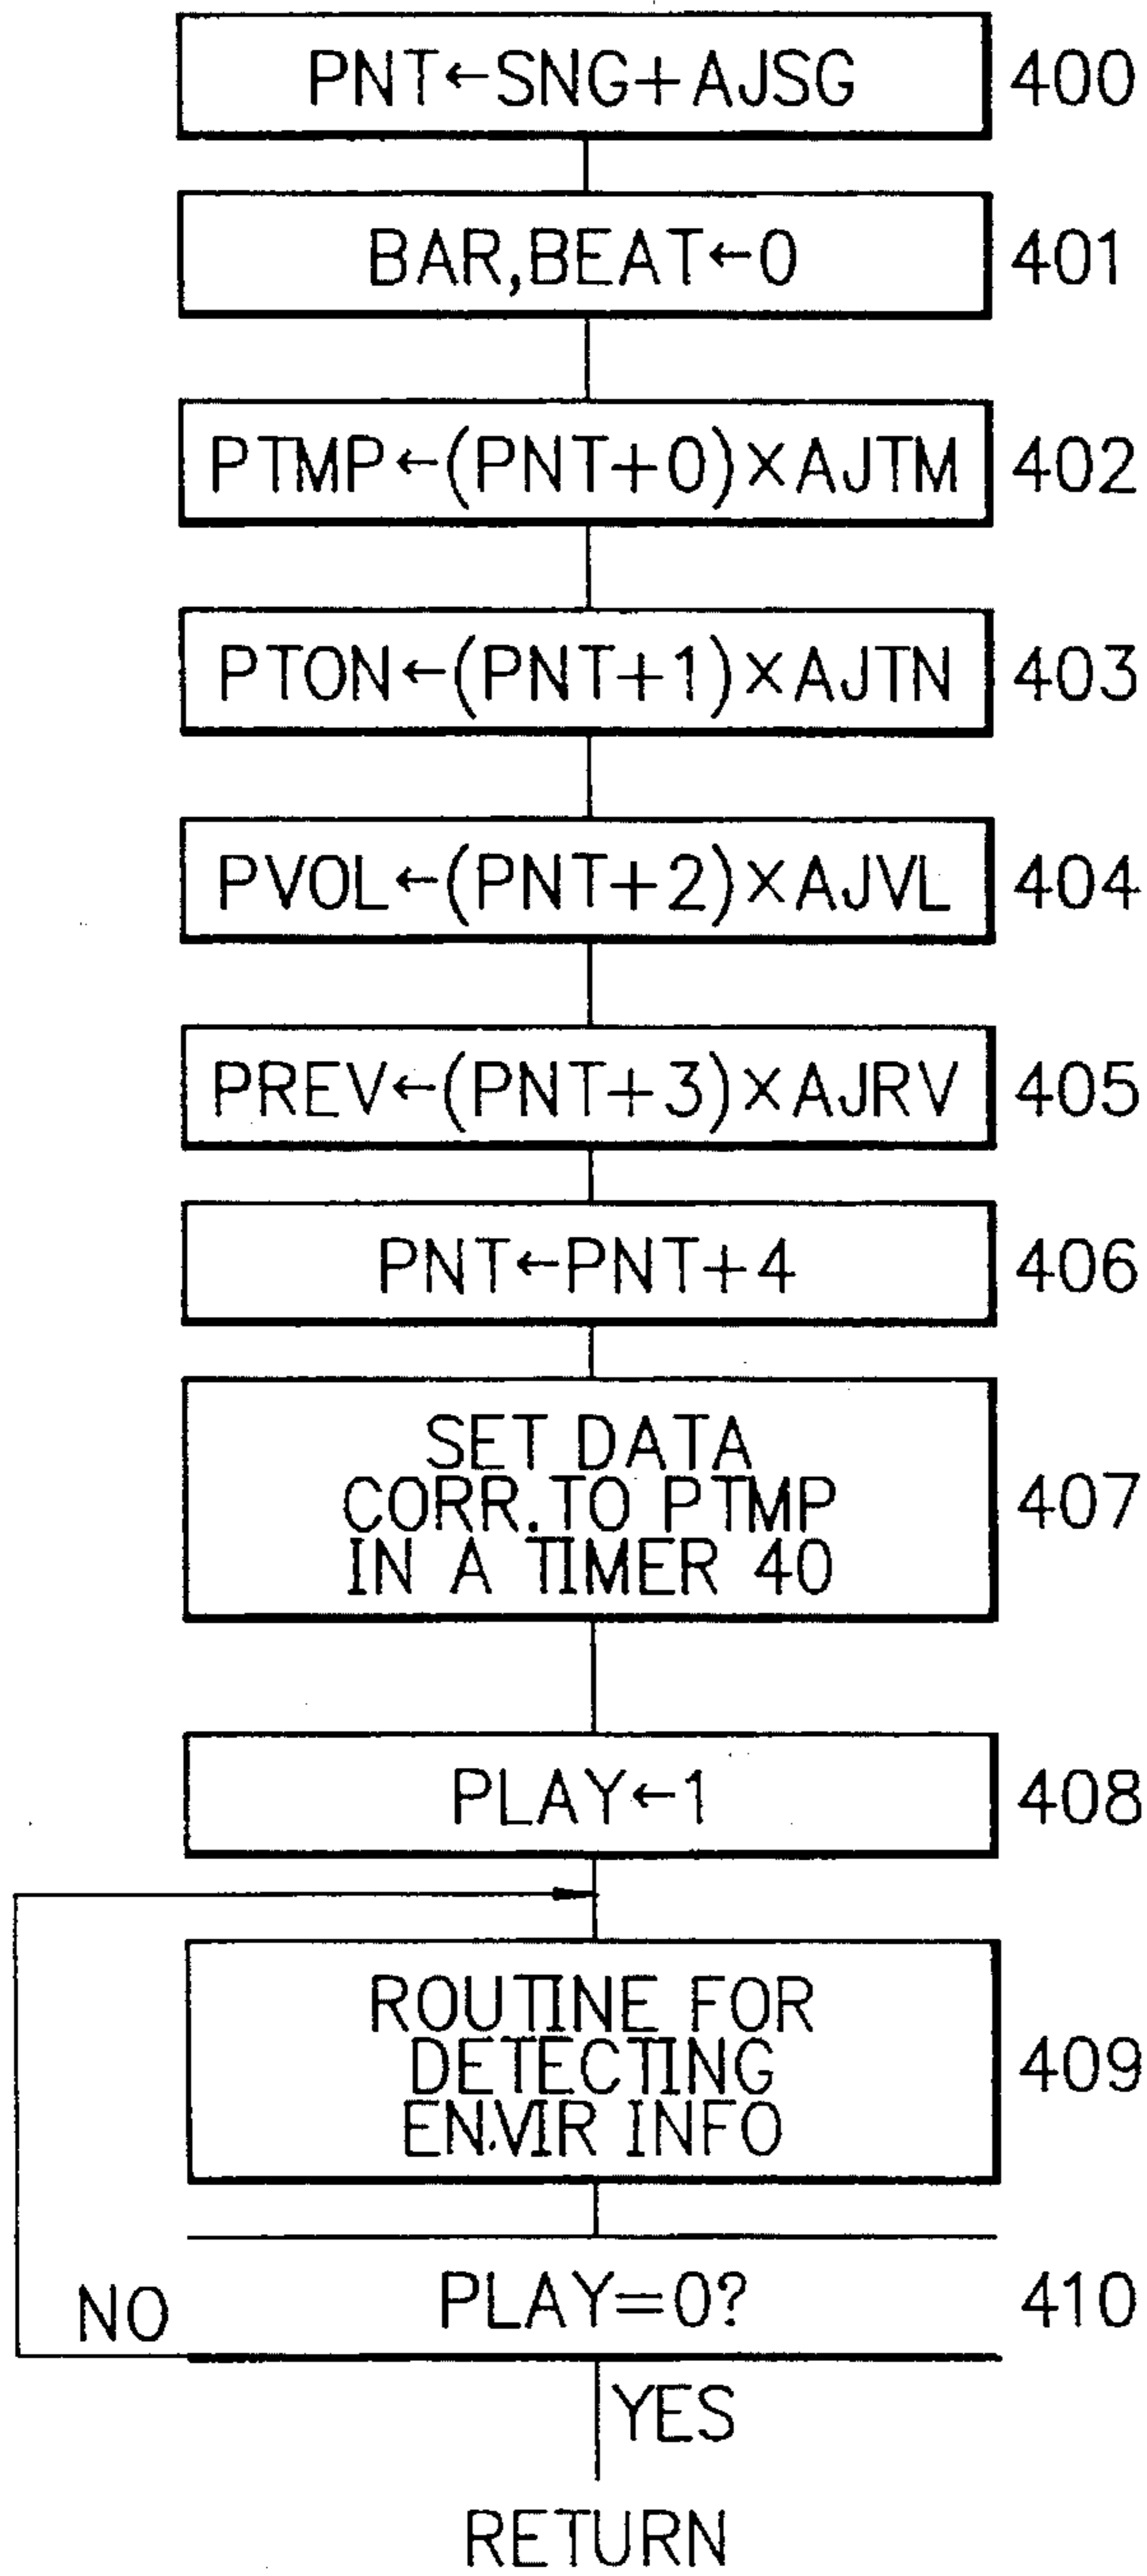 PNT←SNG+AJSG 400
BAR,BEAT←0 401
PTMP←(PNT+0)×AJTM 402
PTON←(PNT+1)×AJTN 403
PVOL←(PNT+2)×AJVL 404
PREV←(PNT+3)×AJRV 405
PNT←PNT+4 406
SET DATA
CORR.TO PTMP 407
IN A TIMER 40
PLAY←1 408
ROUTINE FOR
DETECTING 409
EN.VIR INFO
NO PLAY=0? 410
YES
RETURN